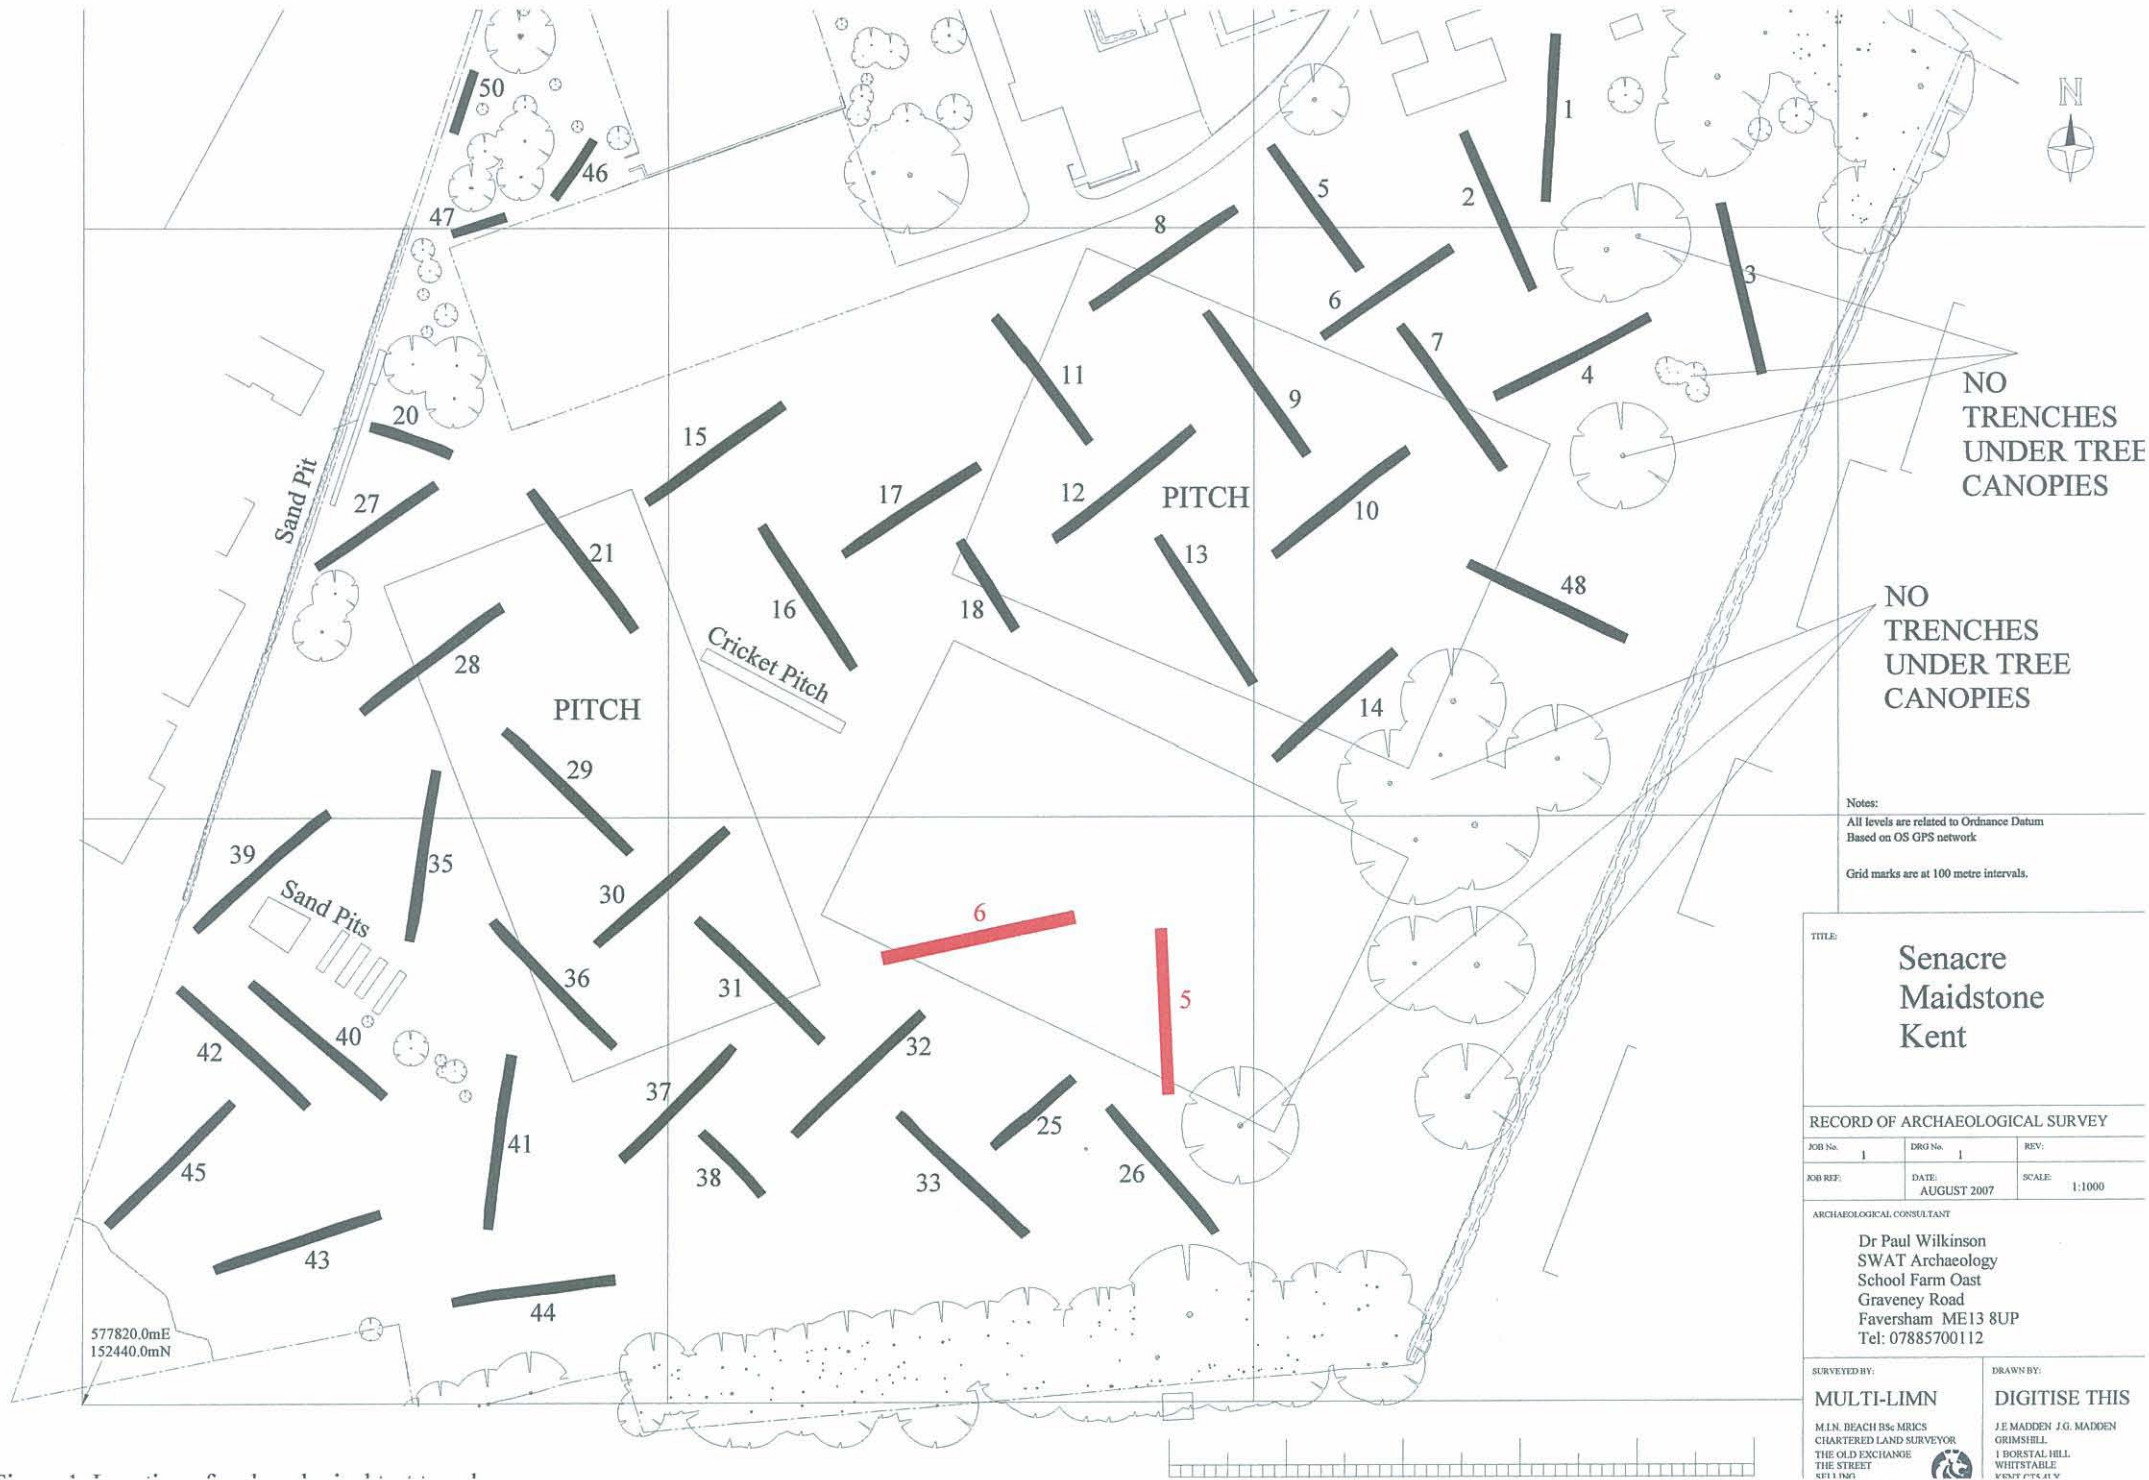 50
46
47
1
2
5
8
3
6
7
4
11
9
20
15
Sand Pit
27
17
12
PITCH
10
21
13
16
18
48
28
Cricket Pitch
PITCH
14
29
39
35
Sand Pits
30
6
36
31
5
42
40
32
37
25
41
45
38
33
26
43
44
577820.0mE
152440.0mN
N
NO
TRENCHES
UNDER TREE
CANOPIES
NO
TRENCHES
UNDER TREE
CANOPIES
Notes:
All levels are related to Ordnance Datum
Based on OS GPS network
Grid marks are at 100 metre intervals.
TITLE:
Senacre
Maidstone
Kent
RECORD OF ARCHAEOLOGICAL SURVEY
JOB No. 1
DRG No. 1
REV:
JOB REF:
DATE: AUGUST 2007
SCALE: 1:1000
ARCHAEOLOGICAL CONSULTANT
Dr Paul Wilkinson
SWAT Archaeology
School Farm Oast
Graveney Road
Faversham ME13 8UP
Tel: 07885700112
SURVEYED BY:
MULTI-LIMN
M.I.N. BEACH BSc MRICS
CHARTERED LAND SURVEYOR
THE OLD EXCHANGE
THE STREET
DRAWN BY:
DIGITISE THIS
J.E MADDEN J.G. MADDEN
GRIMSHILL
1 BORSTAL HILL
WHITSTABLE